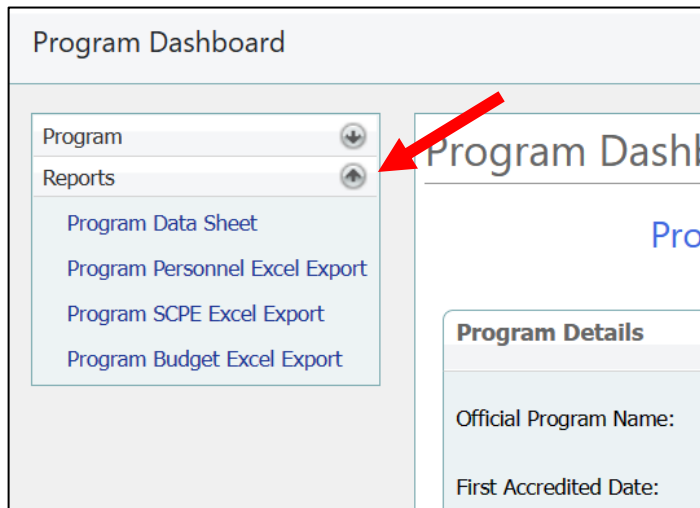 Program Dashboard
Program
Reports
Program Data Sheet
Program Personnel Excel Export
Program SCPE Excel Export
Program Budget Excel Export
Program Dash
Pro
Program Details
Official Program Name:
First Accredited Date: